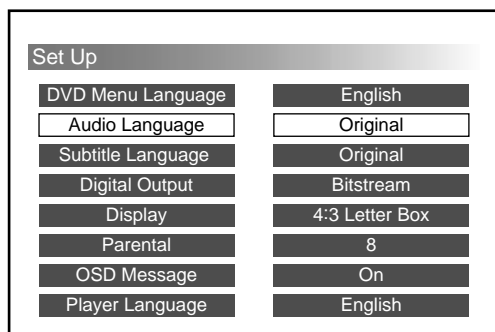 Set Up
DVD Menu Language English
Audio Language Original
Subtitle Language Original
Digital Output Bitstream
Display 4:3 Letter Box
Parental 8
OSD Message On
Player Language English